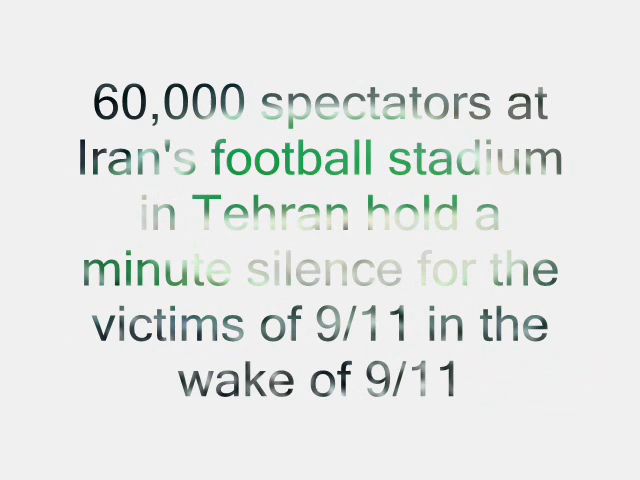 60,000 spectators at
Iran's football stadium
in Tehran hold a
minute silence for the
victims of 9/11 in the
wake of 9/11